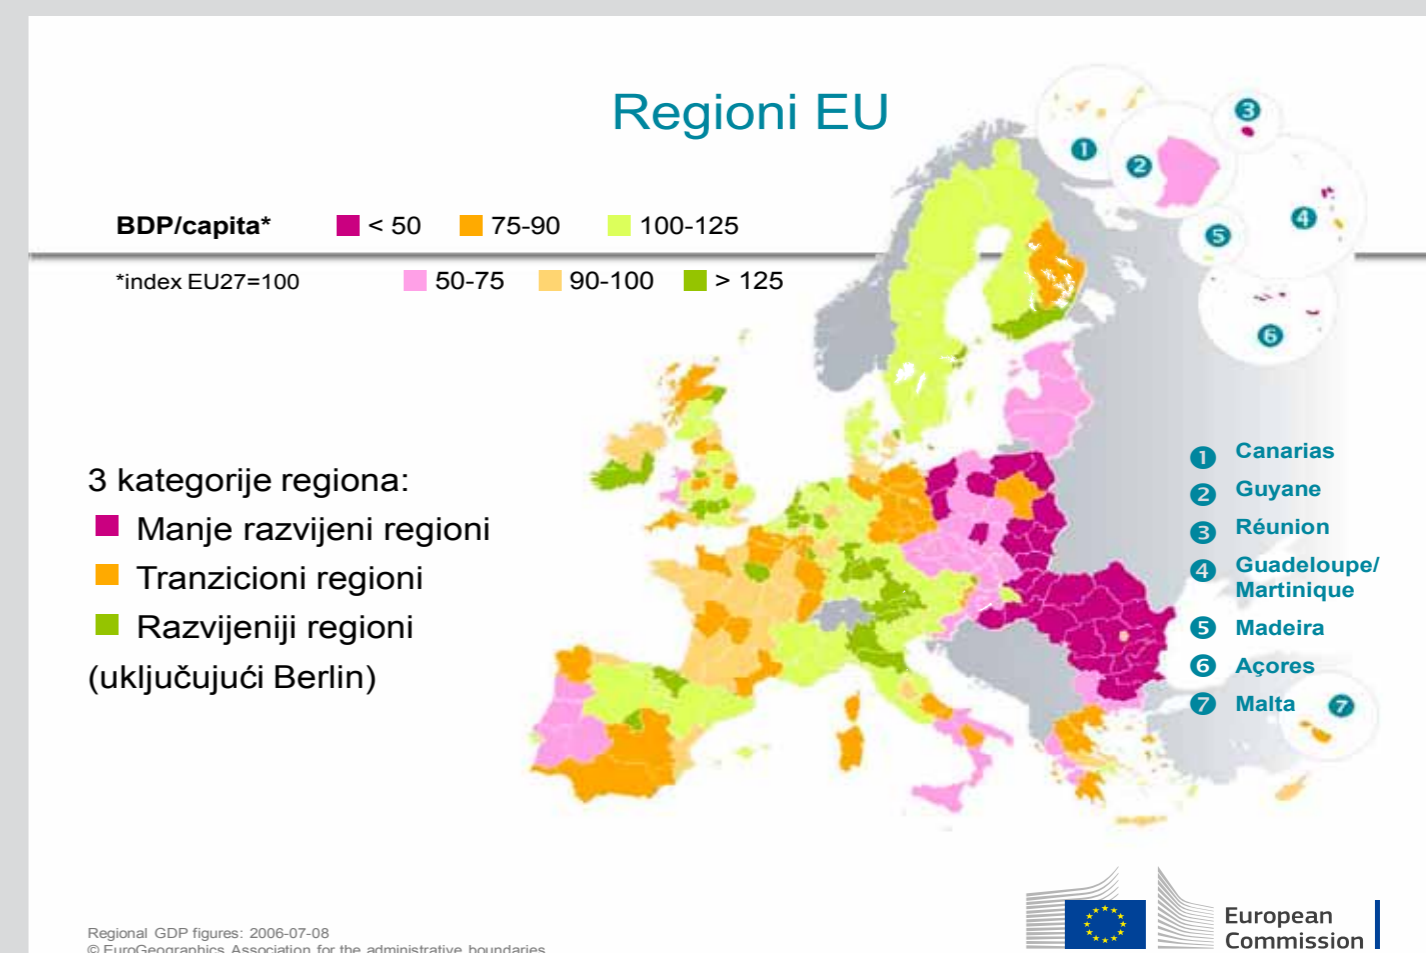 Regioni EU
BDP/capita* < 50 75-90 100-125
*index EU27=100 50-75 90-100 > 125
3 kategorije regiona:
Manje razvijeni regioni
Tranzicioni regioni
Razvijeniji regioni
(uključujući Berlin)
1
2
3
4
5
6
7
1 Canarias
2 Guyane
3 Réunion
4 Guadeloupe/
Martinique
5 Madeira
6 Açores
7 Malta
Regional GDP figures: 2006-07-08
© EuroGeographics Association for the administrative boundaries
European
Commission